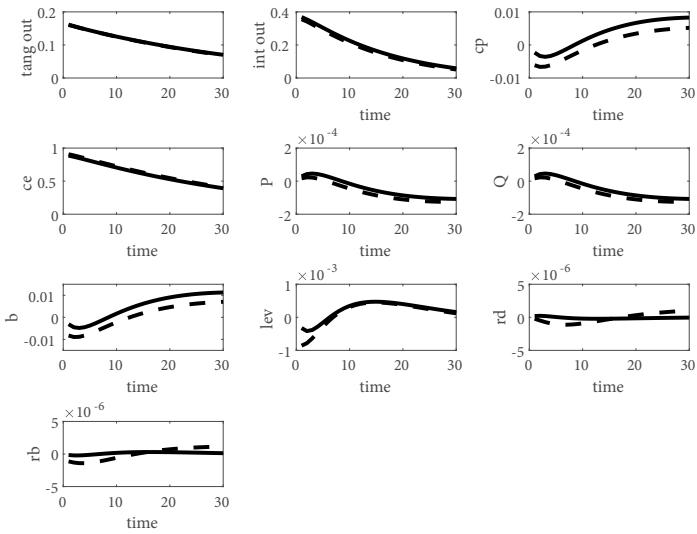 tang out
0.2
0.1
0
0 10 20 30
time
int out
0.4
0.2
0
0 10 20 30
time
cp
0.01
0
-0.01
0 10 20 30
time
ce
1
0.5
0
0 10 20 30
time
P
×10 -4
2
0
-2
0 10 20 30
time
Q
×10 -4
2
0
-2
0 10 20 30
time
b
0.01
0
-0.01
0 10 20 30
time
lev
×10 -3
1
0
-1
0 10 20 30
time
rd
×10 -6
5
0
-5
0 10 20 30
time
rb
×10 -6
5
0
-5
0 10 20 30
time